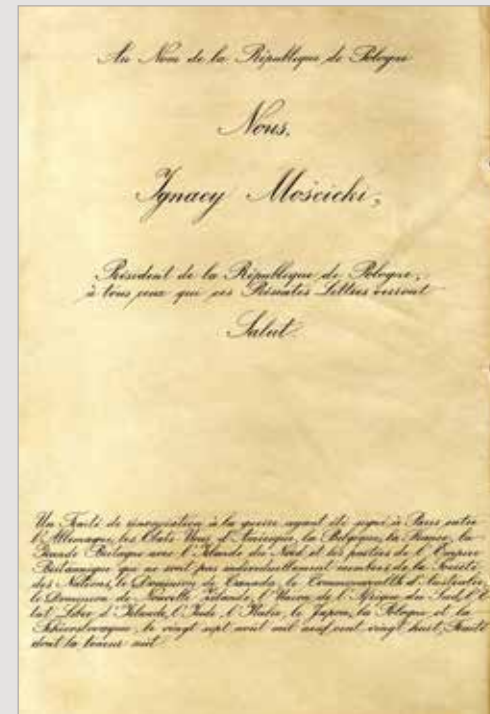 Au Nom de la République de Pologne
Nous,
Ignacy Mościcki,
Président de la République de Pologne,
à tous ceux qui ces Présentes Lettres verront
Salut.
Un Traité de renonciation à la guerre ayant été signé à Paris entre
l'Allemagne, les Etats Unis d'Amérique, la Belgique, la France, la
Grande Bretagne avec l'Irlande du Nord et les parties de l'Empire
Britannique qui ne sont pas individuellement membres de la Société
des Nations, le Dominion du Canada, le Commonwealth d'Australie,
le Dominion de Nouvelle Zélande, l'Union de l'Afrique du Sud, l'E
tat Libre d'Irlande, l'Inde, l'Italie, le Japon, la Pologne et la
Tchécoslovaquie, le vingt sept août mil neuf cent vingt huit, Traité
dont la teneur suit